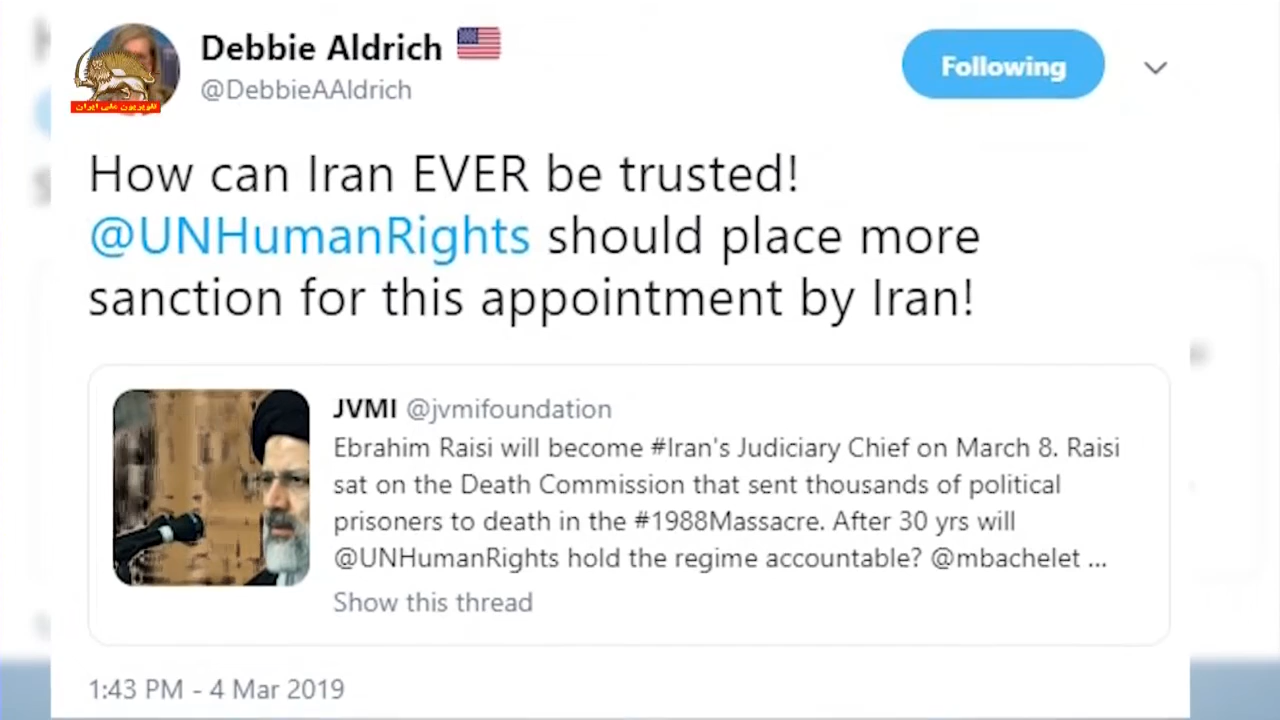 Debbie Aldrich
@DebbieAAldrich
Following
تلویزیون ملی ایران
How can Iran EVER be trusted!
@UNHumanRights should place more
sanction for this appointment by Iran!
JVMI @jvmifoundation
Ebrahim Raisi will become #Iran's Judiciary Chief on March 8. Raisi
sat on the Death Commission that sent thousands of political
prisoners to death in the #1988Massacre. After 30 yrs will
@UNHumanRights hold the regime accountable? @mbachelet ...
Show this thread
1:43 PM - 4 Mar 2019